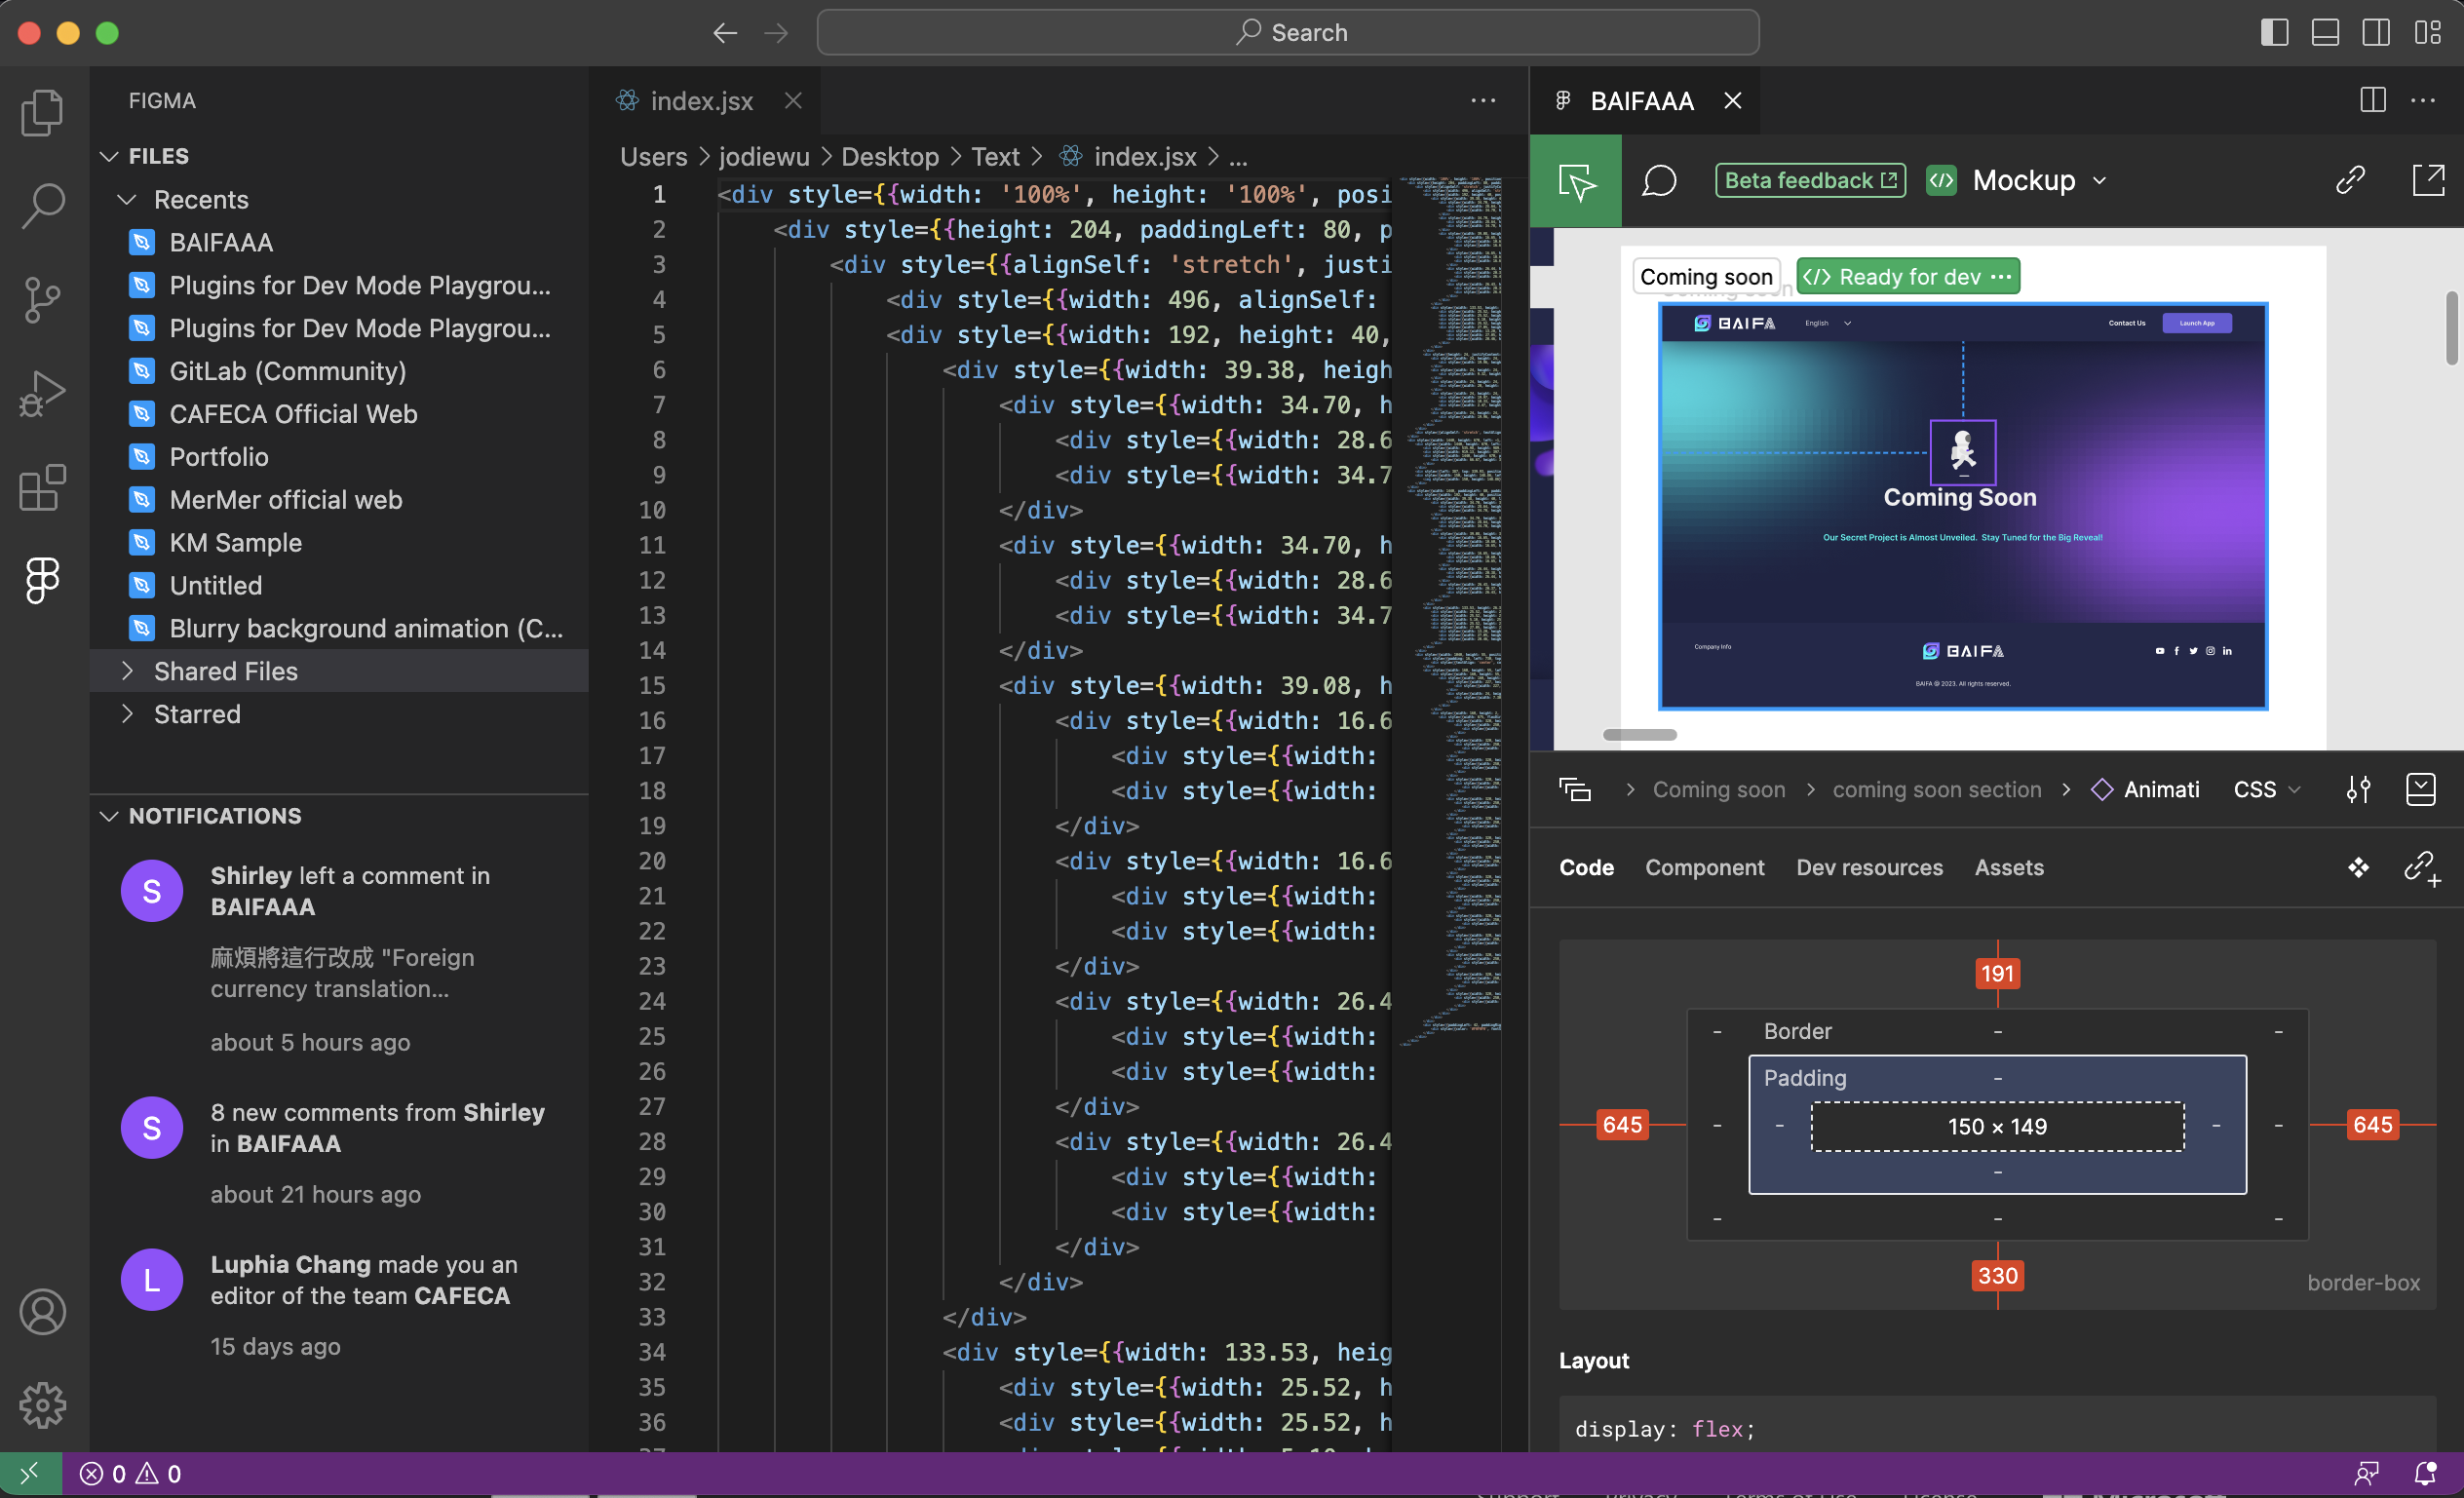 Search
FIGMA
FILES
Recents
BAIFAAA
Plugins for Dev Mode Playgrou...
Plugins for Dev Mode Playgrou...
GitLab (Community)
CAFECA Official Web
Portfolio
MerMer official web
KM Sample
Untitled
Blurry background animation (C...
Shared Files
Starred
NOTIFICATIONS
S
Shirley left a comment in
BAIFAAA
麻煩將這行改成 "Foreign
currency translation...
about 5 hours ago
S
8 new comments from Shirley
in BAIFAAA
about 21 hours ago
L
Luphia Chang made you an
editor of the team CAFECA
15 days ago
index.jsx
Users > jodiewu > Desktop > Text > index.jsx > ...
1 <div style={{width: '100%', height: '100%', posi
2 <div style={{height: 204, paddingLeft: 80, p
3 <div style={{alignSelf: 'stretch', justi
4 <div style={{width: 496, alignSelf:
5 <div style={{width: 192, height: 40,
6 <div style={{width: 39.38, heigh
7 <div style={{width: 34.70, h
8 <div style={{width: 28.6
9 <div style={{width: 34.7
10 </div>
11 <div style={{width: 34.70, h
12 <div style={{width: 28.6
13 <div style={{width: 34.7
14 </div>
15 <div style={{width: 39.08, h
16 <div style={{width: 16.6
17 <div style={{width:
18 <div style={{width:
19 </div>
20 <div style={{width: 16.6
21 <div style={{width:
22 <div style={{width:
23 </div>
24 <div style={{width: 26.4
25 <div style={{width:
26 <div style={{width:
27 </div>
28 <div style={{width: 26.4
29 <div style={{width:
30 <div style={{width:
31 </div>
32 </div>
33 </div>
34 <div style={{width: 133.53, heig
35 <div style={{width: 25.52, h
36 <div style={{width: 25.52, h
BAIFAAA
Beta feedback
</> Mockup
Coming soon
</> Ready for dev ...
BAIFA
English
Contact Us
Launch App
Coming Soon
Our Secret Project is Almost Unveiled. Stay Tuned for the Big Reveal!
Company Info
BAIFA
BAIFA @ 2023. All rights reserved.
> Coming soon > coming soon section > Animati
CSS
Code
Component
Dev resources
Assets
191
Border
Padding
645
150 × 149
645
330
border-box
Layout
display: flex;
0
0